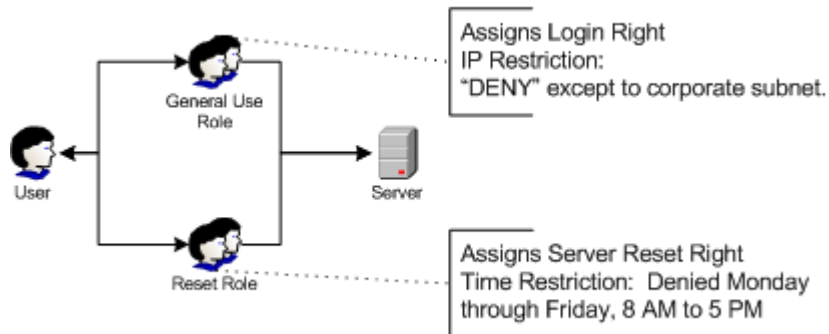 Assigns Login Right
IP Restriction:
“DENY” except to corporate subnet.
General Use
Role
User
Server
Reset Role
Assigns Server Reset Right
Time Restriction:  Denied Monday
through Friday, 8 AM to 5 PM